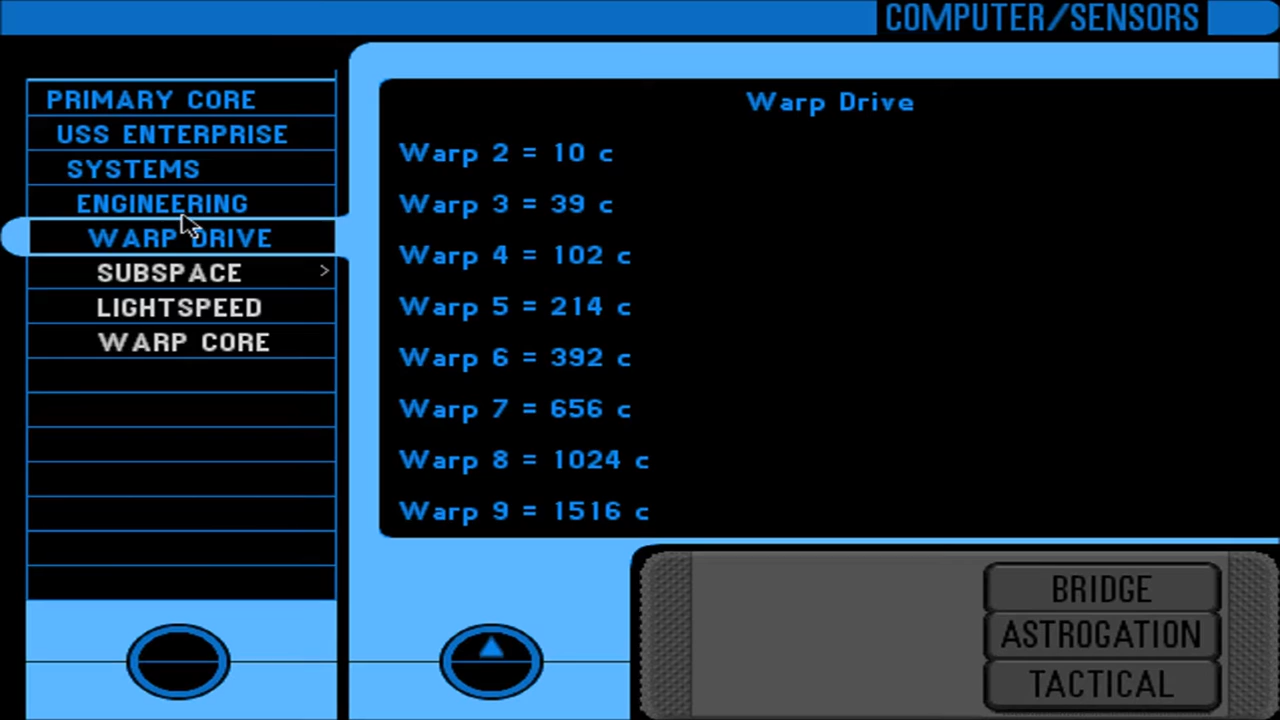 COMPUTER/SENSORS
PRIMARY CORE
USS ENTERPRISE
SYSTEMS
ENGINEERING
WARP DRIVE
SUBSPACE >
LIGHTSPEED
WARP CORE
Warp Drive
Warp 2 = 10 c
Warp 3 = 39 c
Warp 4 = 102 c
Warp 5 = 214 c
Warp 6 = 392 c
Warp 7 = 656 c
Warp 8 = 1024 c
Warp 9 = 1516 c
BRIDGE
ASTROGATION
TACTICAL